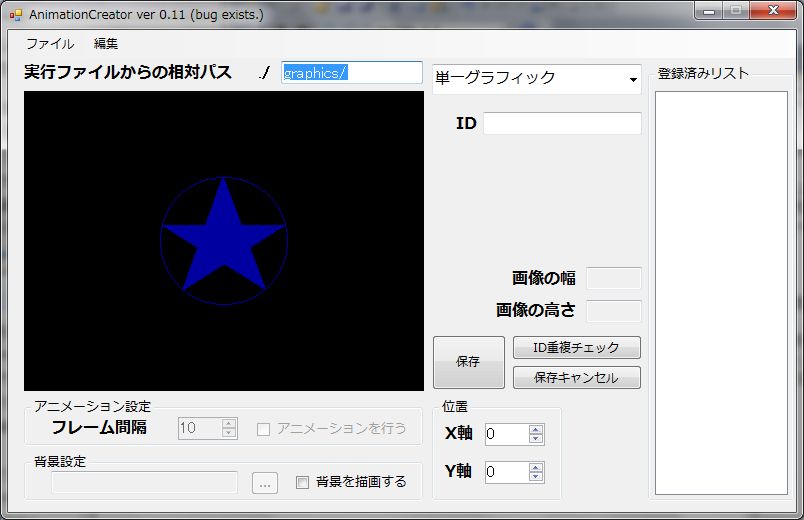 AnimationCreator ver 0.11 (bug exists.)
ファイル 編集
実行ファイルからの相対パス ./ graphics/
単一グラフィック
登録済みリスト
ID
画像の幅
画像の高さ
保存
ID重複チェック
保存キャンセル
アニメーション設定
フレーム間隔 10 アニメーションを行う
背景設定
... 背景を描画する
位置
X軸 0
Y軸 0